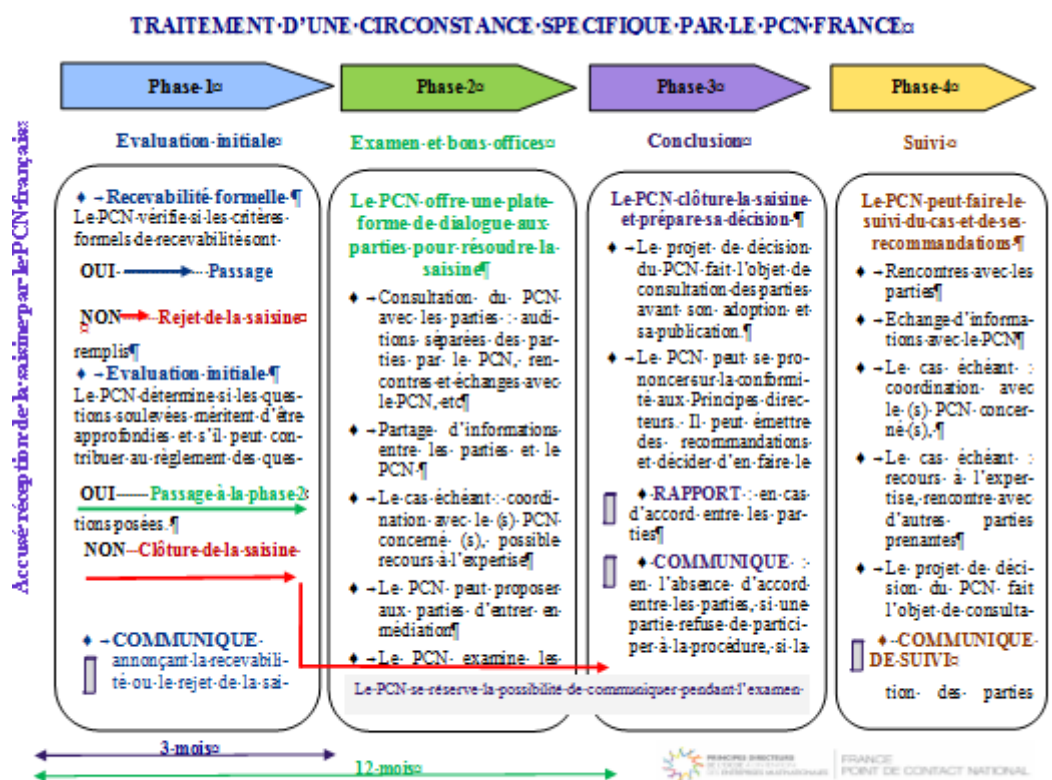 TRAITEMENT·D'UNE·CIRCONSTANCE·SPECIFIQUE·PAR·LE·PCN·FRANCE¤
Phase·1¤
Phase·2¤
Phase·3¤
Phase·4¤
Accusé·réception·de·la·saisine·par·le·PCN·français¤
Evaluation·initiale¤
♦→Recevabilité·formelle·¶
Le·PCN·vérifie·si·les·critères·
formels·de·recevabilité·sont·
OUI·→····Passage
NON→······Rejet·de·la·saisine¤
¤
remplis¶
♦→Evaluation·initiale·¶
Le·PCN·détermine·si·les·ques-
tions·soulevées·méritent·d'être·
approfondies·et·s'il·peut·con-
tribuer·au·règlement·des·ques-
OUI-------Passage·à·la·phase·2¤
tions·posées.¶
NON---Clôture·de·la·saisine·
♦→COMMUNIQUE·
annonçant·la·recevabili-
té·ou·le·rejet·de·la·sai-
Examen·et·bons·offices¤
Le·PCN·offre·une·plate-
forme·de·dialogue·aux·
parties·pour·résoudre·la·
saisine¶
♦→Consultation·du·PCN·
avec·les·parties·:·audi-
tions·séparées·des·par-
ties·par·le·PCN,·ren-
contres·et·échanges·avec·
le·PCN,·etc¶
♦→Partage·d'informations·
entre·les·parties·et·le·
PCN·¶
♦→Le·cas·échéant·:·coordi-
nation·avec·le·(s)·PCN·
concerné·(s),·possible·
recours·à·l'expertise¶
♦→Le·PCN·peut·proposer·
aux·parties·d'entrer·en·
médiation¶
♦→Le·PCN·examine·les·
Conclusion¤
Le·PCN·clôture·la·saisine·
et·prépare·sa·décision·¶
♦→Le·projet·de·décision·
du·PCN·fait·l'objet·de·
consultation·des·parties·
avant·son·adoption·et·
sa·publication.¶
♦→Le·PCN·peut·se·pro-
noncer·sur·la·conformi-
té·aux·Principes·direc-
teurs.·Il·peut·émettre·
des·recommandations·
et·décider·d'en·faire·le·
♦·RAPPORT·:·en·cas·
d'accord·entre·les·par-
ties¶
♦·COMMUNIQUE·:·
en·l'absence·d'accord·
entre·les·parties,·si·une·
partie·refuse·de·partici-
per·à·la·procédure,·si·la·
Le·PCN·se·réserve·la·possibilité·de·communiquer·pendant·l'examen·
Suivi¤
Le·PCN·peut·faire·le·
suivi·du·cas·et·de·ses·
recommandations·¶
♦→Rencontres·avec·les·
parties¶
♦→Echange·d'informa-
tions·avec·le·PCN¶
♦→Le·cas·échéant·:·
coordination·avec·
le·(s)·PCN·concer-
né·(s),·¶
♦→Le·cas·échéant·:·
recours·à·l'exper-
tise,·rencontre·avec·
d'autres·parties·
prenantes¶
♦→Le·projet·de·déci-
sion·du·PCN·fait·
l'objet·de·consulta-
♦·COMMUNIQUE·
DE·SUIVI¤
tion·des·parties
3·mois¤
12·mois¤
PRINCIPES DIRECTEURS
DE L'OCDE À L'INTENTION
DES ENTREPRISES MULTINATIONALES
FRANCE
POINT DE CONTACT NATIONAL